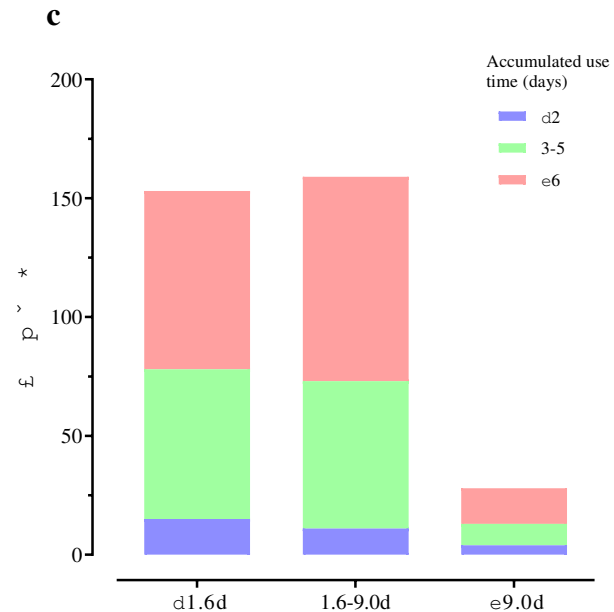 c
Accumulated use
time (days)
d2
3-5
e6
200
150
100
50
0
£ p ˇ *
d1.6d
1.6-9.0d
e9.0d